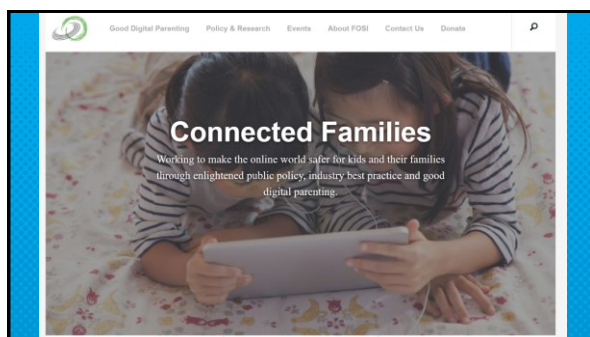 Good Digital Parenting Policy & Research Events About FOSI Contact Us Donate
Connected Families
Working to make the online world safer for kids and their families
through enlightened public policy, industry best practice and good
digital parenting.